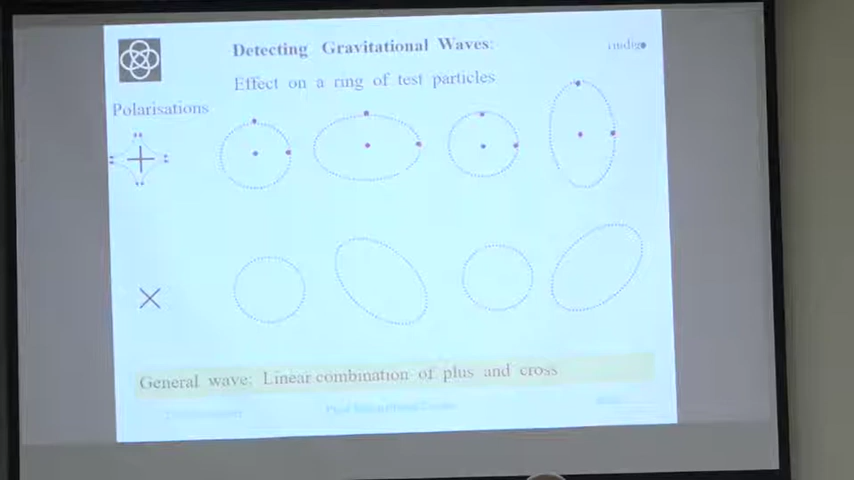 Detecting Gravitational Waves:
Effect on a ring of test particles
Polarisations
General wave: Linear combination of plus and cross